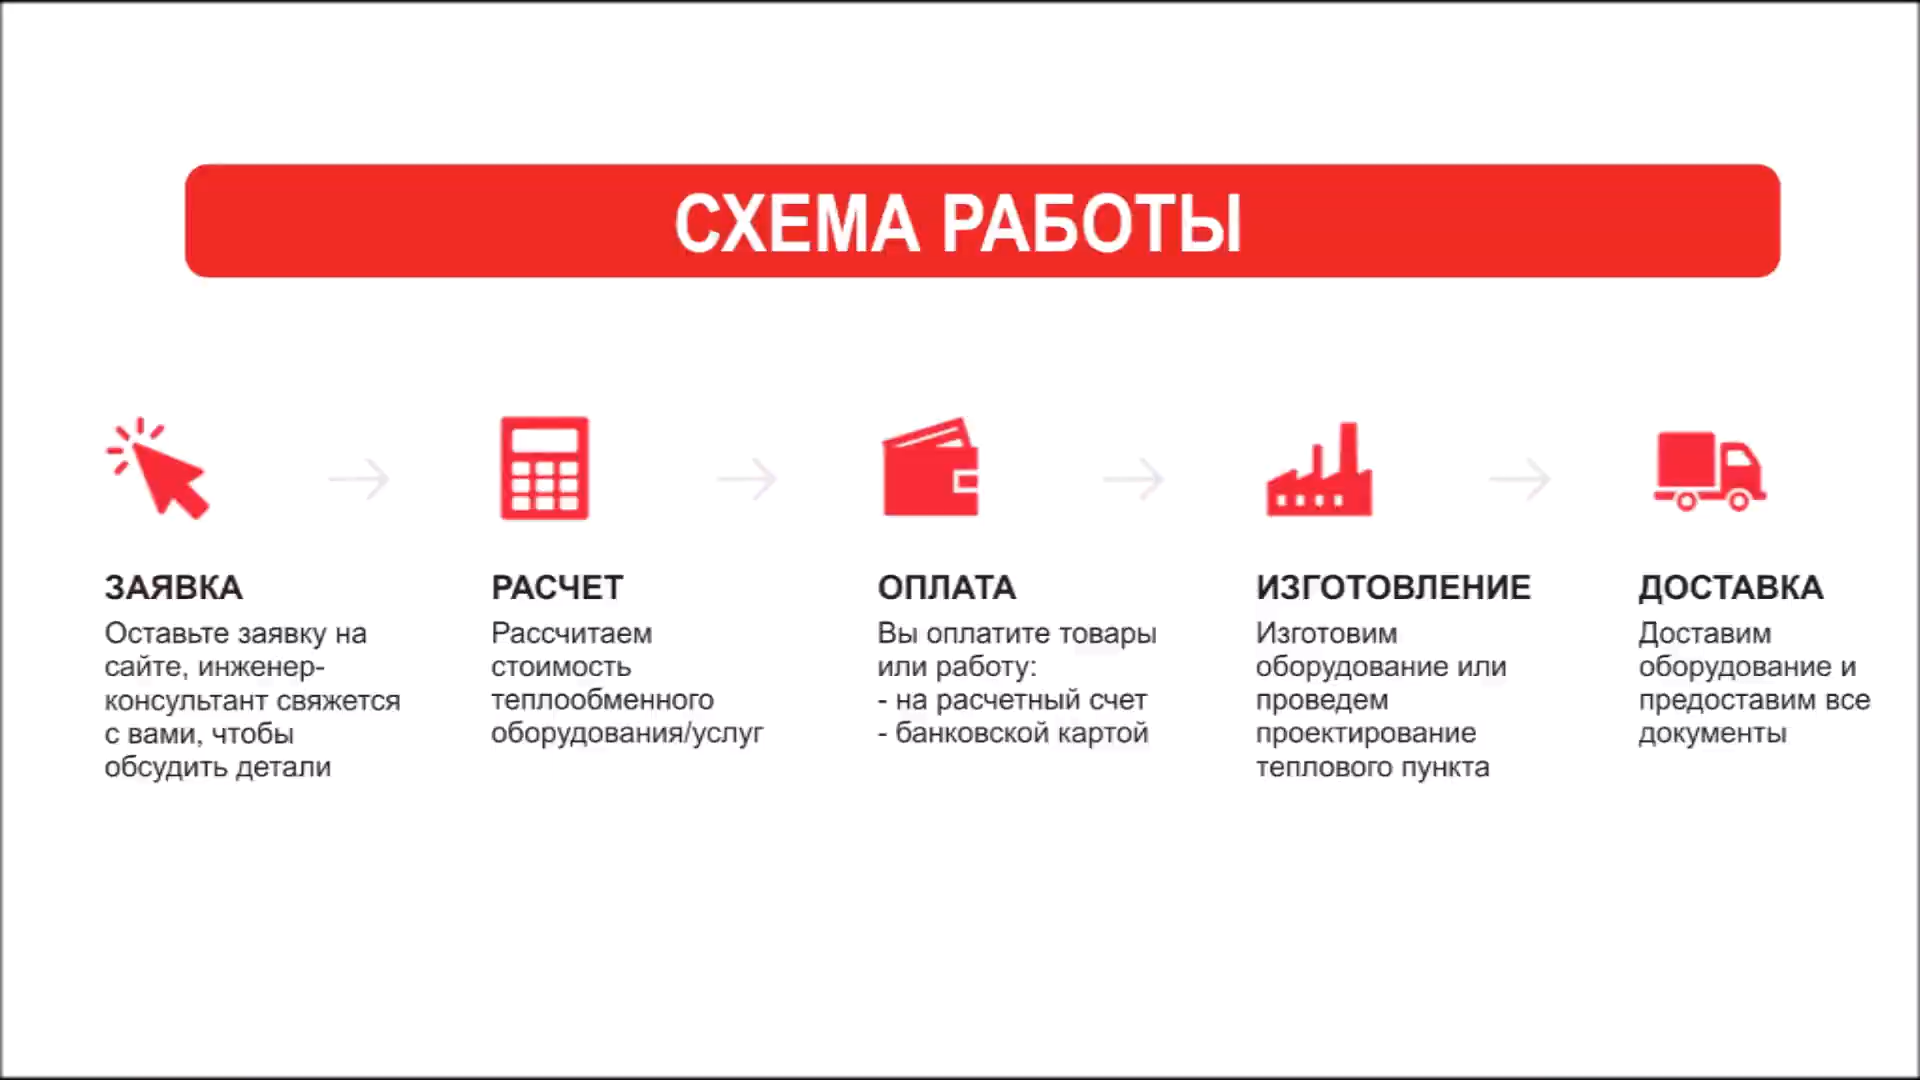 СХЕМА РАБОТЫ
ЗАЯВКА
Оставьте заявку на
сайте, инженер-
консультант свяжется
с вами, чтобы
обсудить детали
РАСЧЕТ
Рассчитаем
стоимость
теплообменного
оборудования/услуг
ОПЛАТА
Вы оплатите товары
или работу:
- на расчетный счет
- банковской картой
ИЗГОТОВЛЕНИЕ
Изготовим
оборудование или
проведем
проектирование
теплового пункта
ДОСТАВКА
Доставим
оборудование и
предоставим все
документы